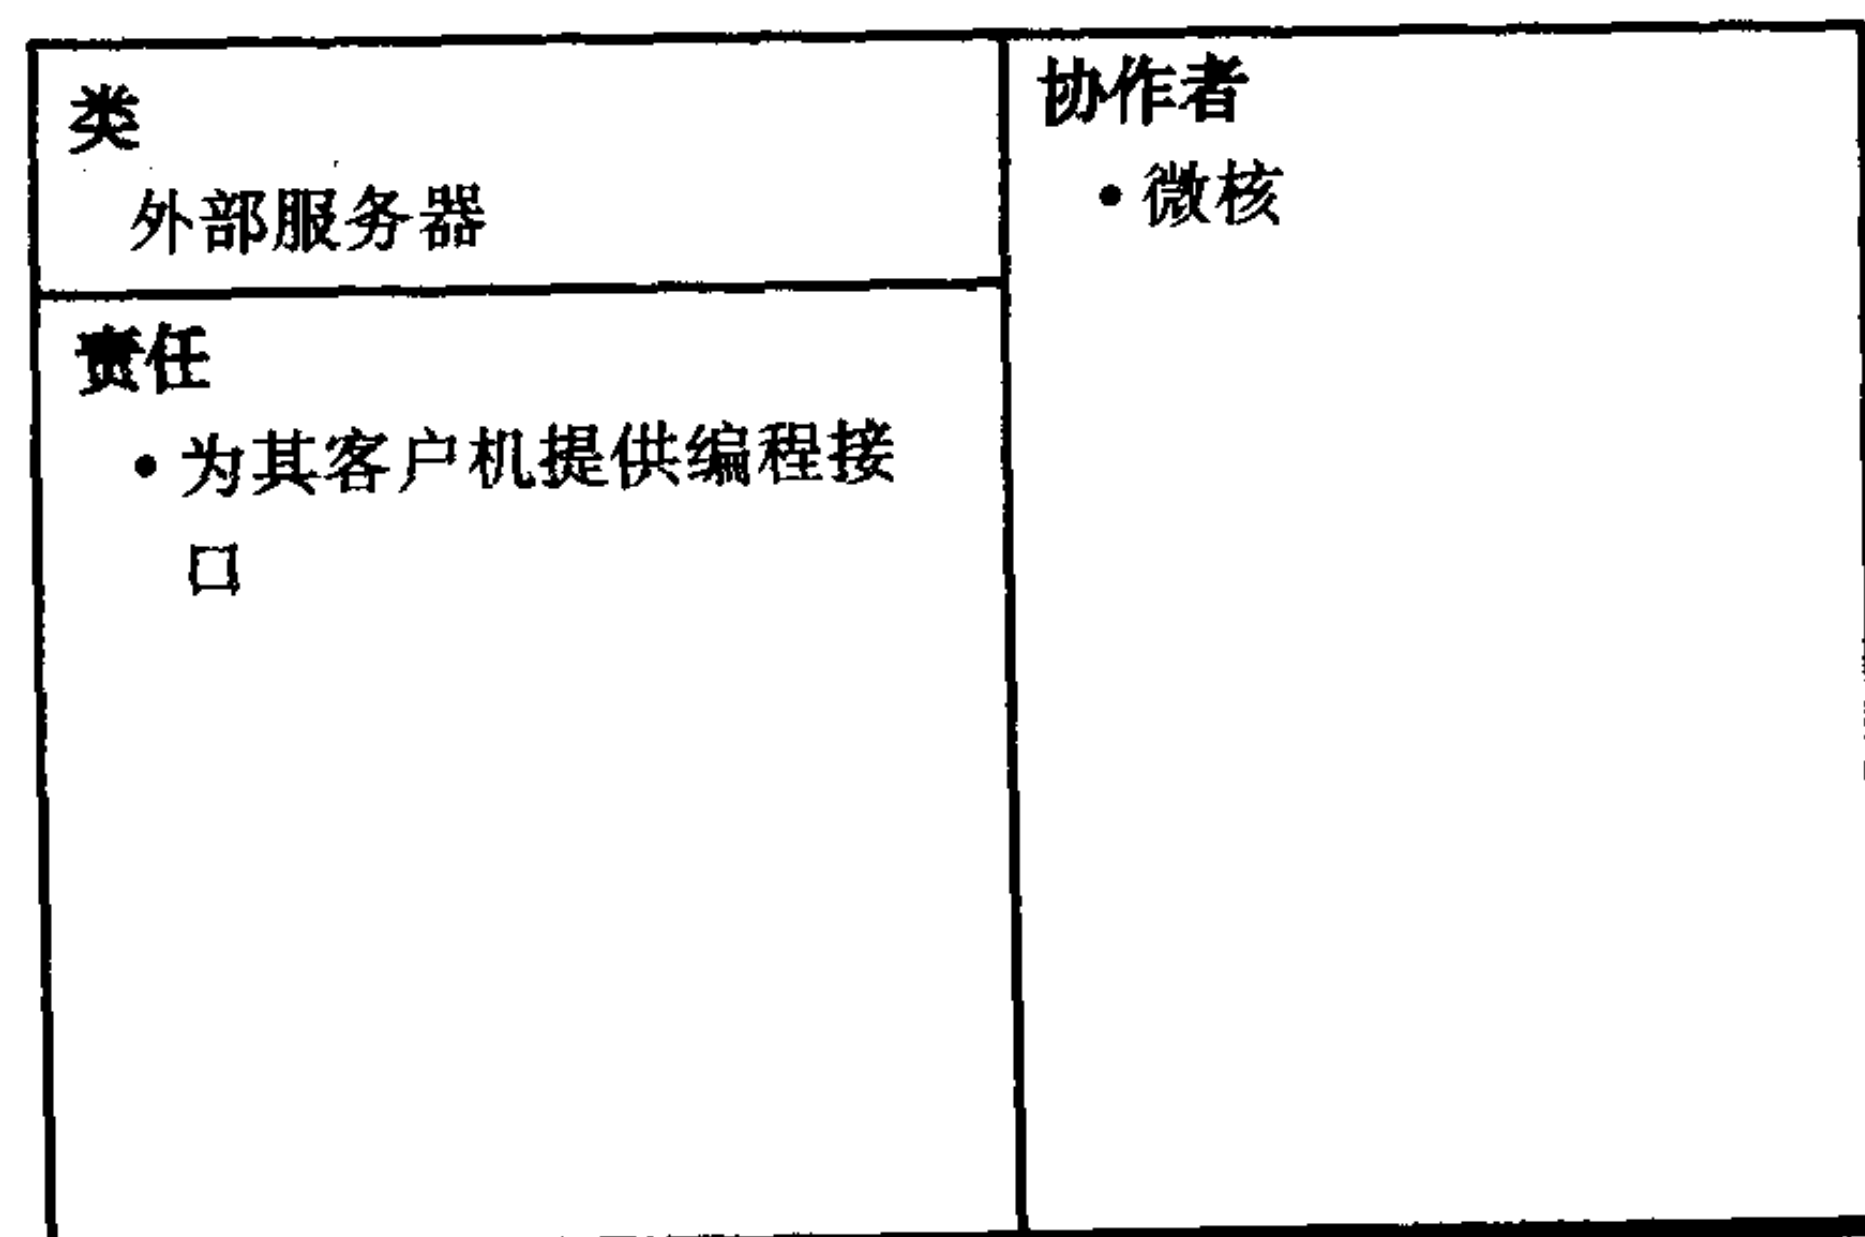 类
外部服务器
责任
• 为其客户机提供编程接
口
协作者
• 微核